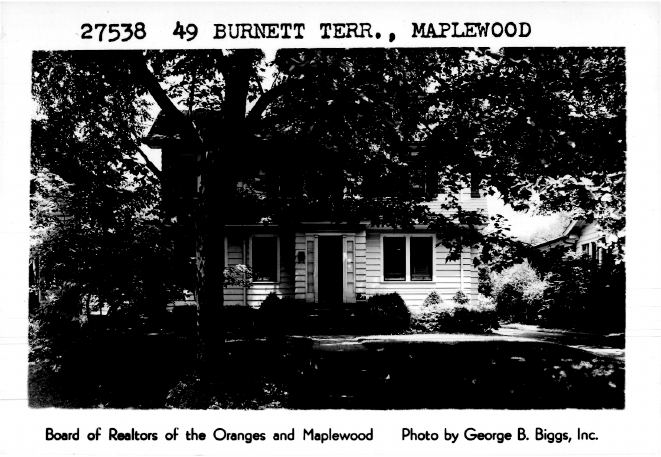 27538 49 BURNETT TERR., MAPLEWOOD
Board of Realtors of the Oranges and Maplewood Photo by George B. Biggs, Inc.